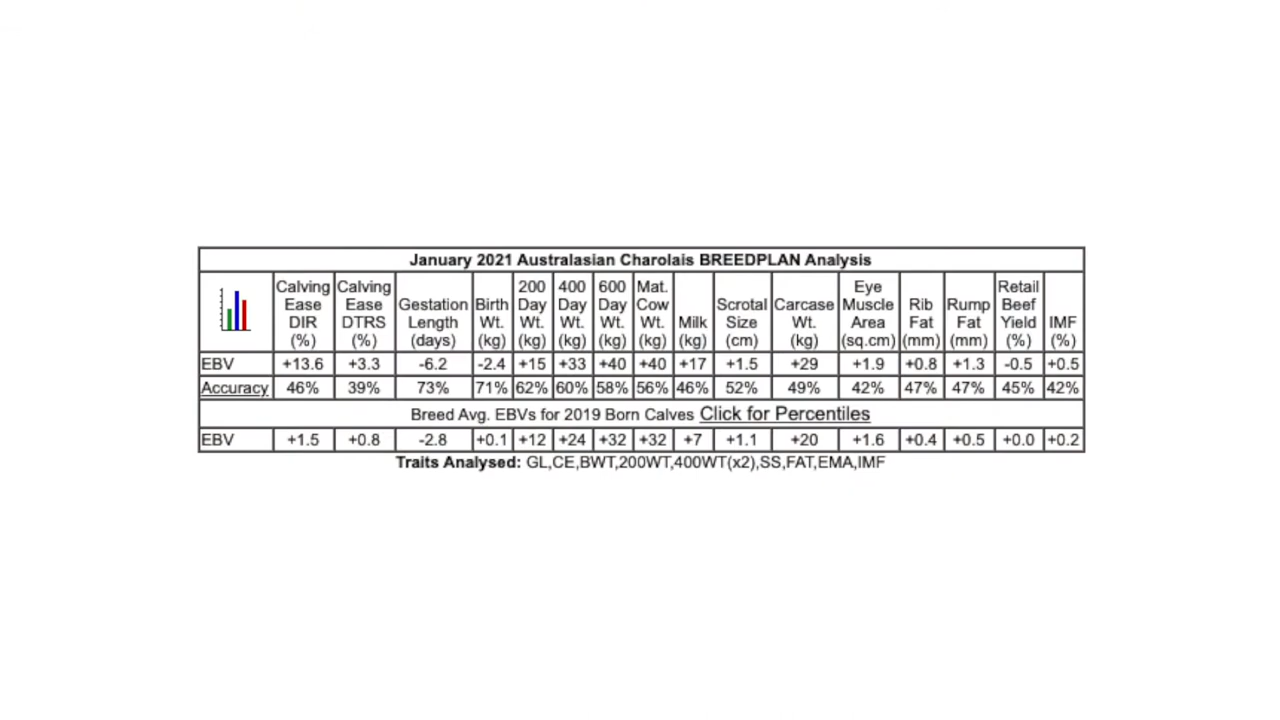 January 2021 Australasian Charolais BREEDPLAN Analysis
Calving Ease DIR (%) Calving Ease DTRS (%) Gestation Length (days) Birth Wt. (kg) 200 Day Wt. (kg) 400 Day Wt. (kg) 600 Day Wt. (kg) Mat. Cow Wt. (kg) Milk (kg) Scrotal Size (cm) Carcase Wt. (kg) Eye Muscle Area (sq.cm) Rib Fat (mm) Rump Fat (mm) Retail Beef Yield (%) IMF (%)
EBV +13.6 +3.3 -6.2 -2.4 +15 +33 +40 +40 +17 +1.5 +29 +1.9 +0.8 +1.3 -0.5 +0.5
Accuracy 46% 39% 73% 71% 62% 60% 58% 56% 46% 52% 49% 42% 47% 47% 45% 42%
Breed Avg. EBVs for 2019 Born Calves Click for Percentiles
EBV +1.5 +0.8 -2.8 +0.1 +12 +24 +32 +32 +7 +1.1 +20 +1.6 +0.4 +0.5 +0.0 +0.2
Traits Analysed: GL,CE,BWT,200WT,400WT(x2),SS,FAT,EMA,IMF